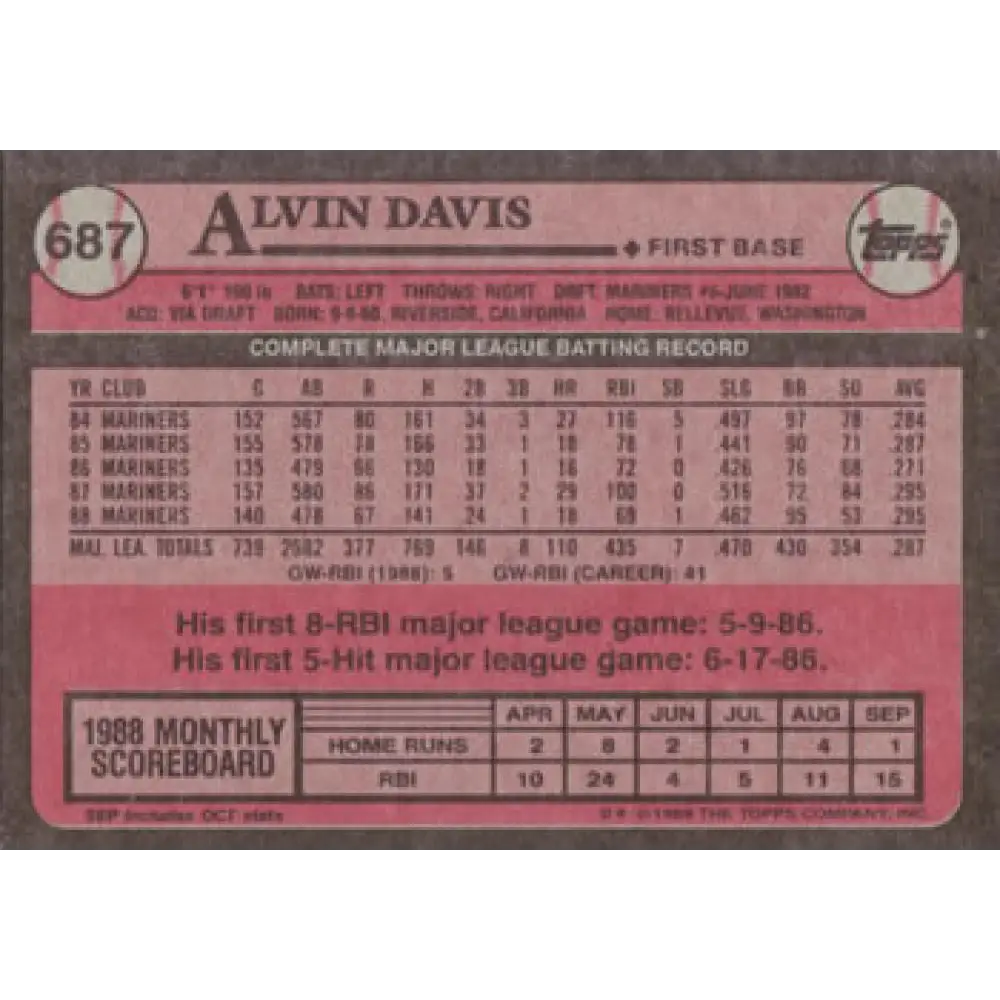 687
ALVIN DAVIS
FIRST BASE
TOPPS®
BATS: LEFT THROWS: RIGHT DRAFT: MARINERS #6-JUNE 1982
ACQ: VIA DRAFT BORN: 9-9-60, RIVERSIDE, CALIFORNIA HOME: BELLEVUE, WASHINGTON
COMPLETE MAJOR LEAGUE BATTING RECORD
YR CLUB G AB R H 2B 3B HR RBI SB SLG BB SO AVG
84 MARINERS 152 567 80 161 34 3 27 116 5 .497 97 78 .284
85 MARINERS 155 578 78 166 33 1 18 78 1 .441 90 71 .287
86 MARINERS 135 479 66 130 18 1 16 72 0 .426 76 68 .271
87 MARINERS 157 580 86 171 37 2 29 100 0 .516 72 84 .295
88 MARINERS 140 478 67 141 24 1 18 69 1 .462 95 53 .295
MAJ. LEA. TOTALS 739 2682 377 769 146 8 110 435 7 .470 430 354 .287
GW-RBI (1988): 5 GW-RBI (CAREER): 41
His first 8-RBI major league game: 5-9-86.
His first 5-Hit major league game: 6-17-86.
1988 MONTHLY
SCOREBOARD
APR MAY JUN JUL AUG SEP
HOME RUNS 2 8 2 1 4 1
RBI 10 24 4 5 11 15
SEP includes OCT stats
©1989 THE TOPPS COMPANY, INC.